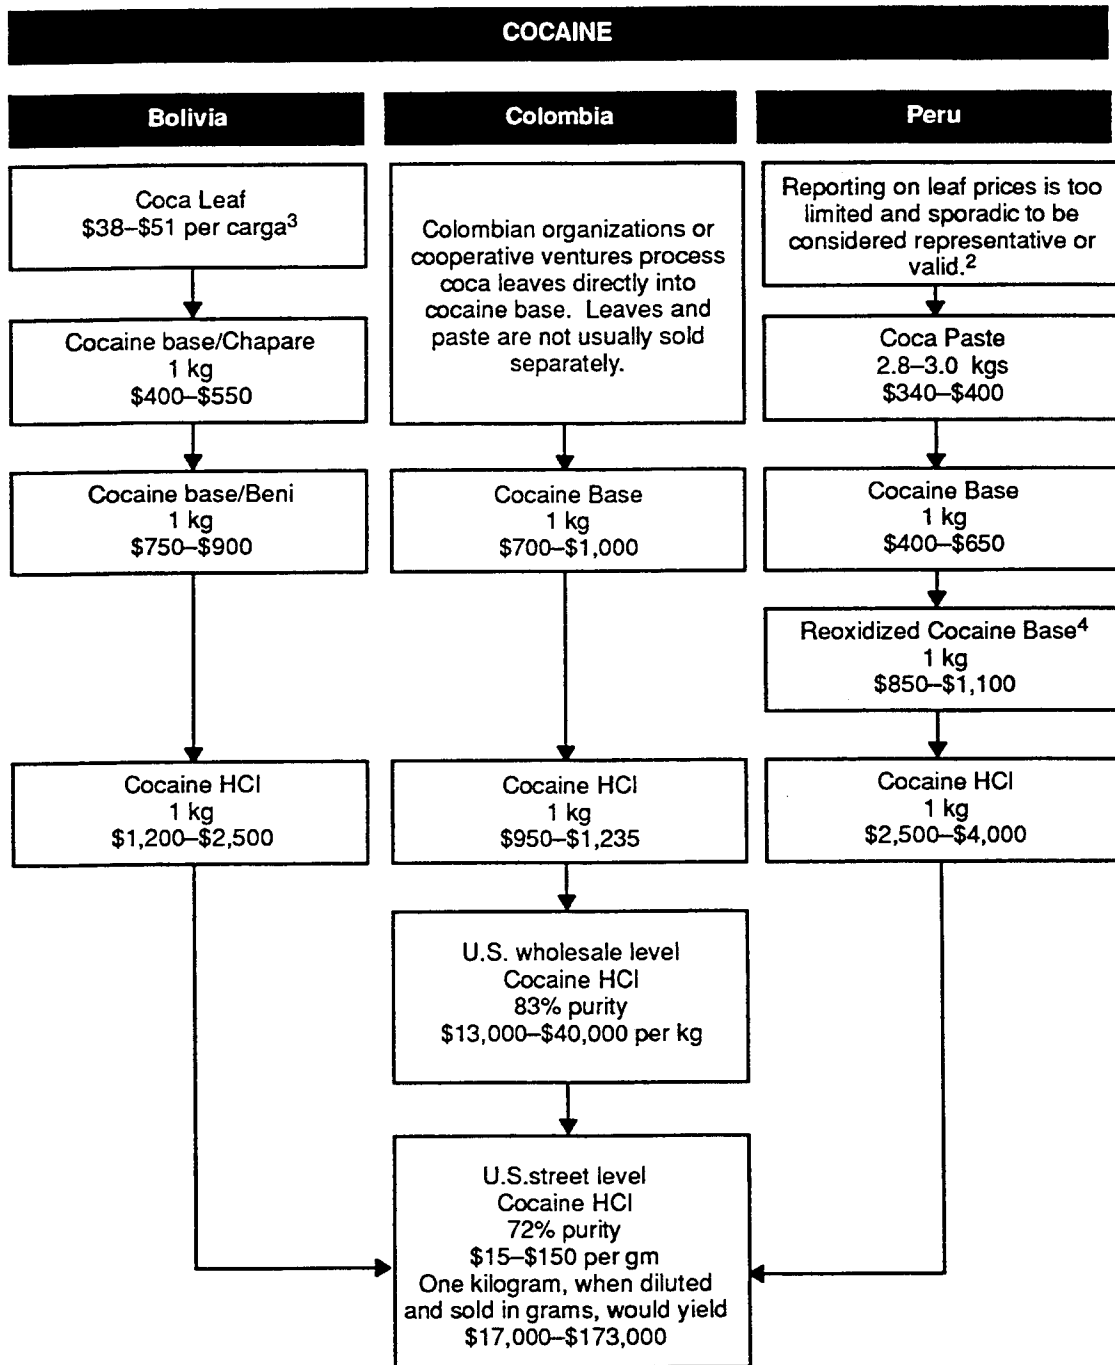 COCAINE
Bolivia
Coca Leaf
$38–$51 per carga3
Cocaine base/Chapare
1 kg
$400–$550
Cocaine base/Beni
1 kg
$750–$900
Cocaine HCl
1 kg
$1,200–$2,500
Colombia
Colombian organizations or
cooperative ventures process
coca leaves directly into
cocaine base. Leaves and
paste are not usually sold
separately.
Cocaine Base
1 kg
$700–$1,000
Cocaine HCl
1 kg
$950–$1,235
Peru
Reporting on leaf prices is too
limited and sporadic to be
considered representative or
valid.2
Coca Paste
2.8–3.0 kgs
$340–$400
Cocaine Base
1 kg
$400–$650
Reoxidized Cocaine Base4
1 kg
$850–$1,100
Cocaine HCl
1 kg
$2,500–$4,000
U.S. wholesale level
Cocaine HCl
83% purity
$13,000–$40,000 per kg
U.S.street level
Cocaine HCl
72% purity
$15–$150 per gm
One kilogram, when diluted
and sold in grams, would yield
$17,000–$173,000